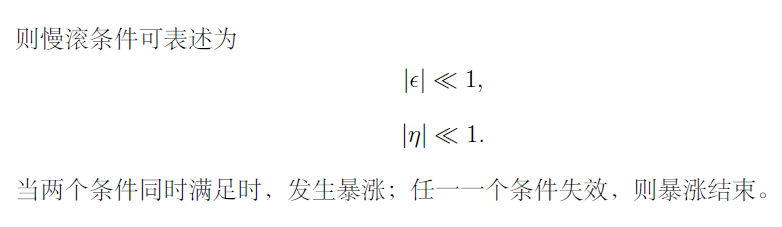 则慢滚条件可表述为
|ϵ| ≪ 1,
|η| ≪ 1.
当两个条件同时满足时，发生暴涨；任一一个条件失效，则暴涨结束。